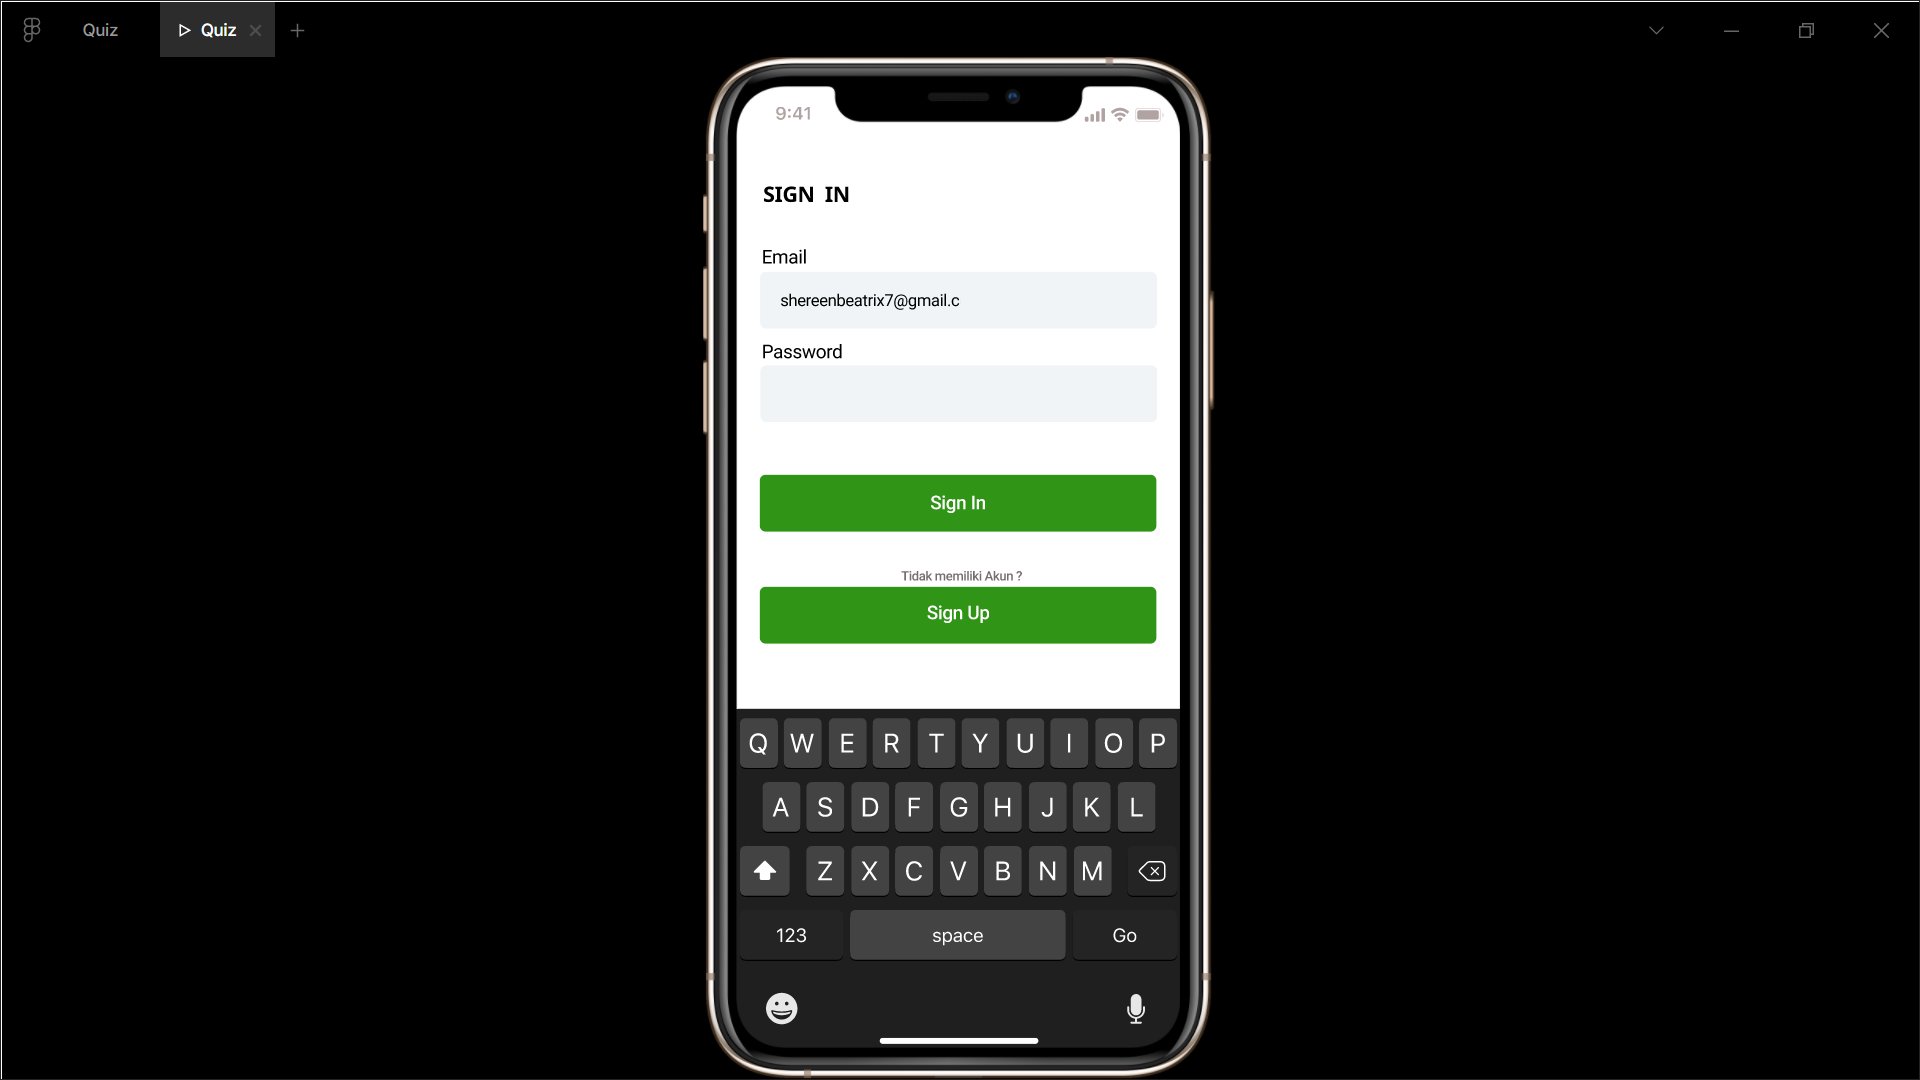 Quiz
Quiz
9:41
SIGN IN
Email
shereenbeatrix7@gmail.c
Password
Sign In
Tidak memiliki Akun ?
Sign Up
Q W E R T Y U I O P
A S D F G H J K L
Z X C V B N M
123 space Go